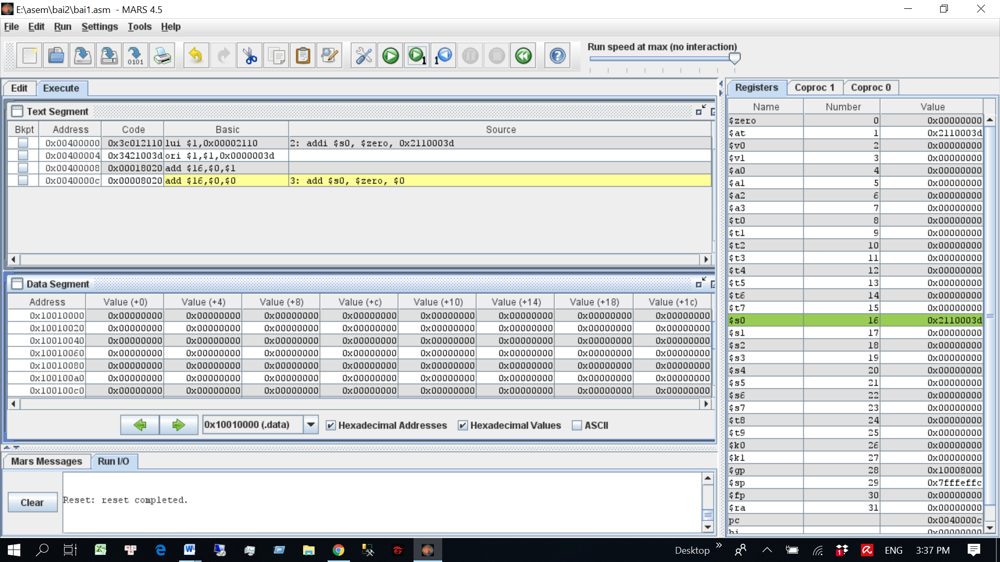 E:\asem\bai2\bai1.asm - MARS 4.5
File Edit Run Settings Tools Help
Run speed at max (no interaction)
Edit Execute
Text Segment
Bkpt Address Code Basic Source
0x00400000 0x3c012110 lui $1,0x00002110 2: addi $s0, $zero, 0x2110003d
0x00400004 0x3421003d ori $1,$1,0x0000003d
0x00400008 0x00018020 add $16,$0,$1
0x0040000c 0x00008020 add $16,$0,$0 3: add $s0, $zero, $0
Data Segment
Address Value (+0) Value (+4) Value (+8) Value (+c) Value (+10) Value (+14) Value (+18) Value (+1c)
0x10010000 0x00000000 0x00000000 0x00000000 0x00000000 0x00000000 0x00000000 0x00000000 0x00000000
0x10010020 0x00000000 0x00000000 0x00000000 0x00000000 0x00000000 0x00000000 0x00000000 0x00000000
0x10010040 0x00000000 0x00000000 0x00000000 0x00000000 0x00000000 0x00000000 0x00000000 0x00000000
0x10010060 0x00000000 0x00000000 0x00000000 0x00000000 0x00000000 0x00000000 0x00000000 0x00000000
0x10010080 0x00000000 0x00000000 0x00000000 0x00000000 0x00000000 0x00000000 0x00000000 0x00000000
0x100100a0 0x00000000 0x00000000 0x00000000 0x00000000 0x00000000 0x00000000 0x00000000 0x00000000
0x100100c0 0x00000000 0x00000000 0x00000000 0x00000000 0x00000000 0x00000000 0x00000000 0x00000000
0x10010000 (.data) Hexadecimal Addresses Hexadecimal Values ASCII
Mars Messages Run I/O
Clear
Reset: reset completed.
Registers Coproc 1 Coproc 0
Name Number Value
$zero 0 0x00000000
$at 1 0x2110003d
$v0 2 0x00000000
$v1 3 0x00000000
$a0 4 0x00000000
$a1 5 0x00000000
$a2 6 0x00000000
$a3 7 0x00000000
$t0 8 0x00000000
$t1 9 0x00000000
$t2 10 0x00000000
$t3 11 0x00000000
$t4 12 0x00000000
$t5 13 0x00000000
$t6 14 0x00000000
$t7 15 0x00000000
$s0 16 0x2110003d
$s1 17 0x00000000
$s2 18 0x00000000
$s3 19 0x00000000
$s4 20 0x00000000
$s5 21 0x00000000
$s6 22 0x00000000
$s7 23 0x00000000
$t8 24 0x00000000
$t9 25 0x00000000
$k0 26 0x00000000
$k1 27 0x00000000
$gp 28 0x10008000
$sp 29 0x7fffeffc
$fp 30 0x00000000
$ra 31 0x00000000
pc 0x0040000c
hi 0x00000000
Desktop ENG 3:37 PM